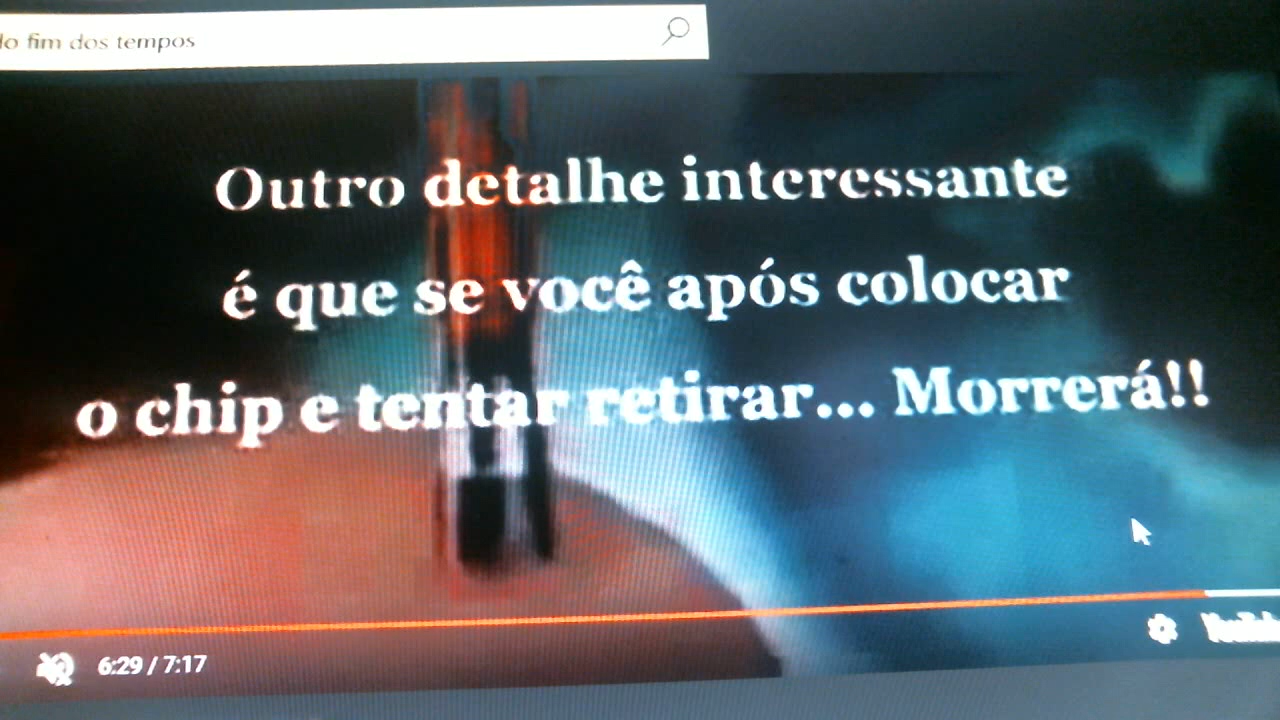 do fim dos tempos
Outro detalhe interessante
é que se você após colocar
o chip e tentar retirar... Morrerá!!
6:29 / 7:17
YouTube